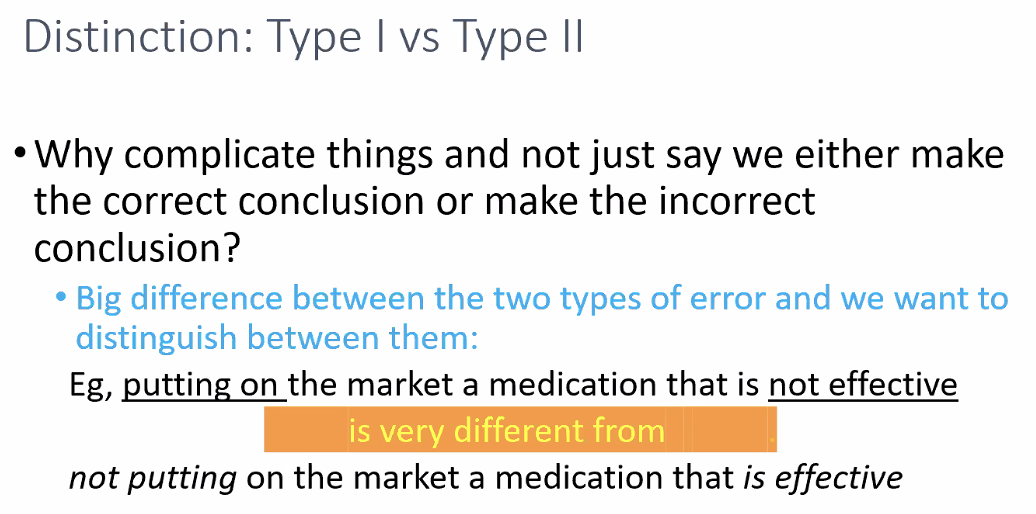 Distinction: Type I vs Type II
• Why complicate things and not just say we either make
the correct conclusion or make the incorrect
conclusion?
• Big difference between the two types of error and we want to
distinguish between them:
Eg, putting on the market a medication that is not effective
is very different from .
not putting on the market a medication that is effective